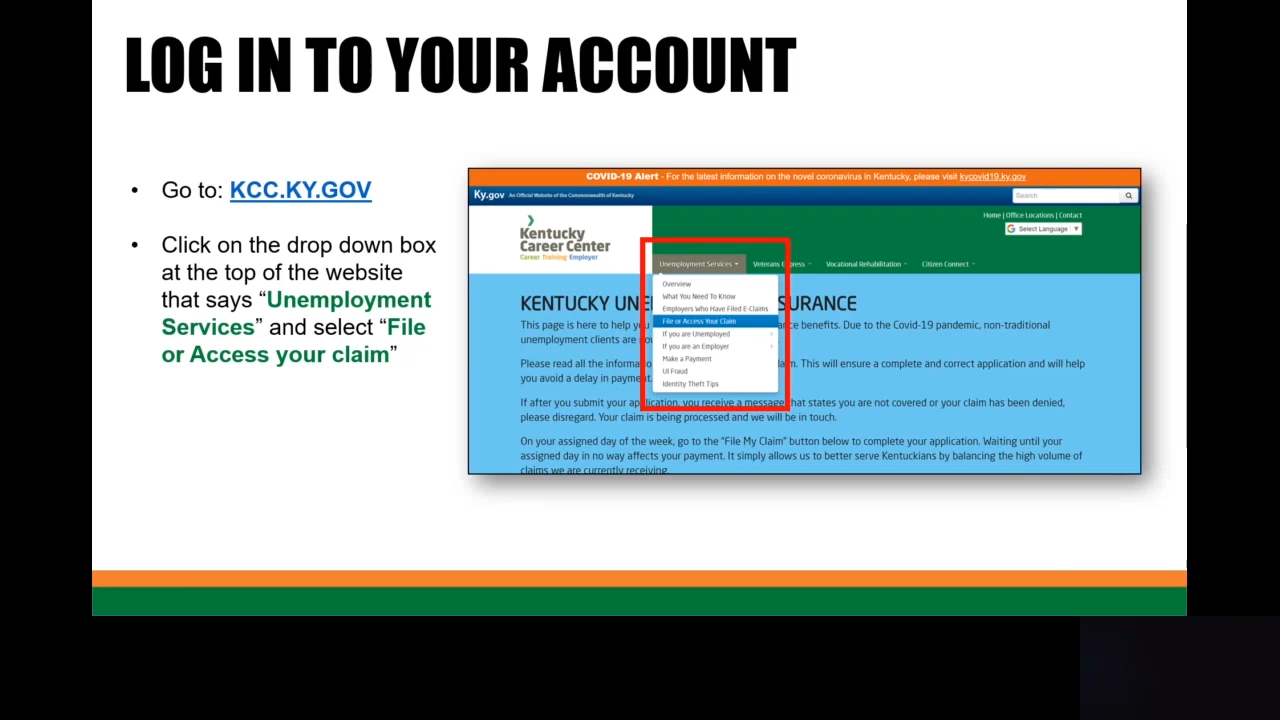 LOG IN TO YOUR ACCOUNT
• Go to: KCC.KY.GOV
• Click on the drop down box
at the top of the website
that says “Unemployment
Services” and select “File
or Access your claim”
COVID-19 Alert - For the latest information on the novel coronavirus in Kentucky, please visit kycovid19.ky.gov
Ky.gov An Official Website of the Commonwealth of Kentucky
Search
Home | Office Locations | Contact
Select Language
Kentucky
Career Center
Career Training Employer
Unemployment Services
Veterans Express
Vocational Rehabilitation
Citizen Connect
Overview
What You Need To Know
Employers Who Have Filed E-Claims
File or Access Your Claim
If you are Unemployed
If you are an Employer
Make a Payment
UI Fraud
Identity Theft Tips
KENTUCKY UNE SURANCE
This page is here to help you ance benefits. Due to the Covid-19 pandemic, non-traditional
unemployment clients are
Please read all the informa im. This will ensure a complete and correct application and will help
you avoid a delay in payment.
If after you submit your application, you receive a message that states you are not covered or your claim has been denied,
please disregard. Your claim is being processed and we will be in touch.
On your assigned day of the week, go to the “File My Claim” button below to complete your application. Waiting until your
assigned day in no way affects your payment. It simply allows us to better serve Kentuckians by balancing the high volume of
claims we are currently receiving.